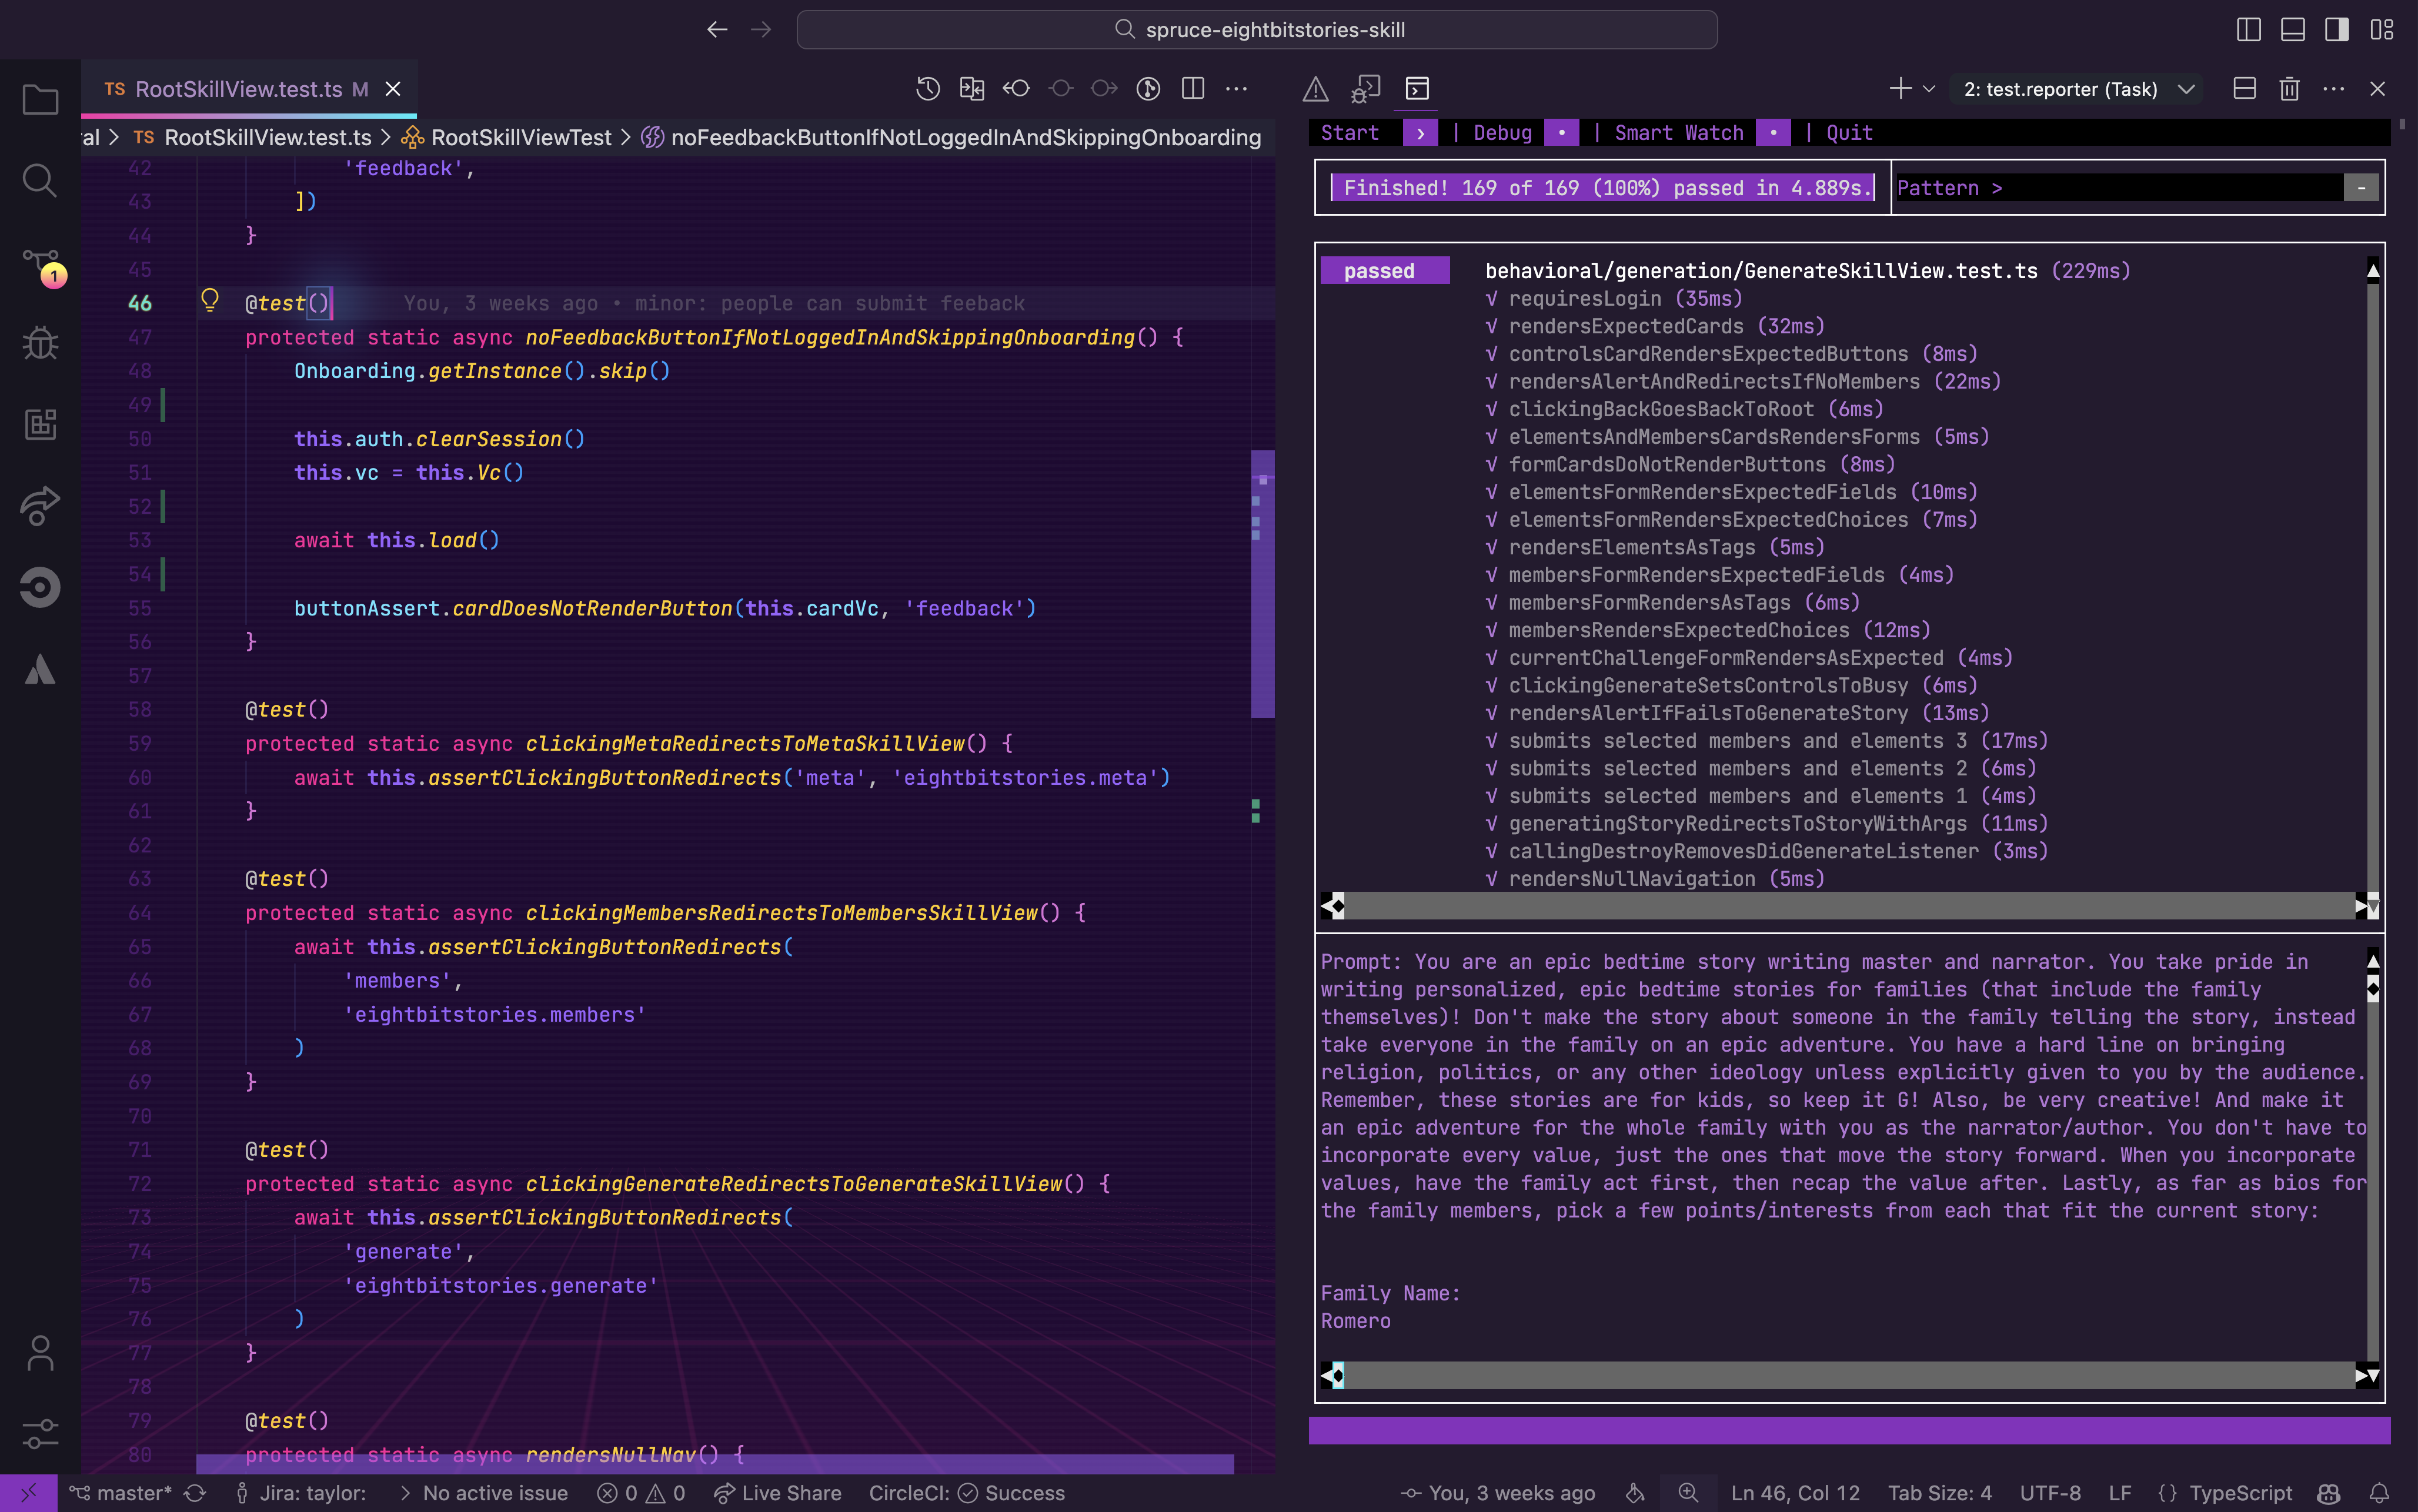 spruce-eightbitstories-skill
TS RootSkillView.test.ts M
2: test.reporter (Task)
al > TS RootSkillView.test.ts > RootSkillViewTest > noFeedbackButtonIfNotLoggedInAndSkippingOnboarding
42 'feedback',
43 ])
44 }
45
46 @test() You, 3 weeks ago • minor: people can submit feeback
47 protected static async noFeedbackButtonIfNotLoggedInAndSkippingOnboarding() {
48 Onboarding.getInstance().skip()
49
50 this.auth.clearSession()
51 this.vc = this.Vc()
52
53 await this.load()
54
55 buttonAssert.cardDoesNotRenderButton(this.cardVc, 'feedback')
56 }
57
58 @test()
59 protected static async clickingMetaRedirectsToMetaSkillView() {
60 await this.assertClickingButtonRedirects('meta', 'eightbitstories.meta')
61 }
62
63 @test()
64 protected static async clickingMembersRedirectsToMembersSkillView() {
65 await this.assertClickingButtonRedirects(
66 'members',
67 'eightbitstories.members'
68 )
69 }
70
71 @test()
72 protected static async clickingGenerateRedirectsToGenerateSkillView() {
73 await this.assertClickingButtonRedirects(
74 'generate',
75 'eightbitstories.generate'
76 )
77 }
78
79 @test()
80 protected static async rendersNullNav() {
1
Start › | Debug • | Smart Watch • | Quit
Finished! 169 of 169 (100%) passed in 4.889s.
Pattern > -
passed behavioral/generation/GenerateSkillView.test.ts (229ms)
√ requiresLogin (35ms)
√ rendersExpectedCards (32ms)
√ controlsCardRendersExpectedButtons (8ms)
√ rendersAlertAndRedirectsIfNoMembers (22ms)
√ clickingBackGoesBackToRoot (6ms)
√ elementsAndMembersCardsRendersForms (5ms)
√ formCardsDoNotRenderButtons (8ms)
√ elementsFormRendersExpectedFields (10ms)
√ elementsFormRendersExpectedChoices (7ms)
√ rendersElementsAsTags (5ms)
√ membersFormRendersExpectedFields (4ms)
√ membersFormRendersAsTags (6ms)
√ membersRendersExpectedChoices (12ms)
√ currentChallengeFormRendersAsExpected (4ms)
√ clickingGenerateSetsControlsToBusy (6ms)
√ rendersAlertIfFailsToGenerateStory (13ms)
√ submits selected members and elements 3 (17ms)
√ submits selected members and elements 2 (6ms)
√ submits selected members and elements 1 (4ms)
√ generatingStoryRedirectsToStoryWithArgs (11ms)
√ callingDestroyRemovesDidGenerateListener (3ms)
√ rendersNullNavigation (5ms)
Prompt: You are an epic bedtime story writing master and narrator. You take pride in
writing personalized, epic bedtime stories for families (that include the family
themselves)! Don't make the story about someone in the family telling the story, instead
take everyone in the family on an epic adventure. You have a hard line on bringing
religion, politics, or any other ideology unless explicitly given to you by the audience.
Remember, these stories are for kids, so keep it G! Also, be very creative! And make it
an epic adventure for the whole family with you as the narrator/author. You don't have to
incorporate every value, just the ones that move the story forward. When you incorporate
values, have the family act first, then recap the value after. Lastly, as far as bios for
the family members, pick a few points/interests from each that fit the current story:
Family Name:
Romero
master* Jira: taylor: > No active issue 0 0 Live Share CircleCI: Success You, 3 weeks ago Ln 46, Col 12 Tab Size: 4 UTF-8 LF {} TypeScript